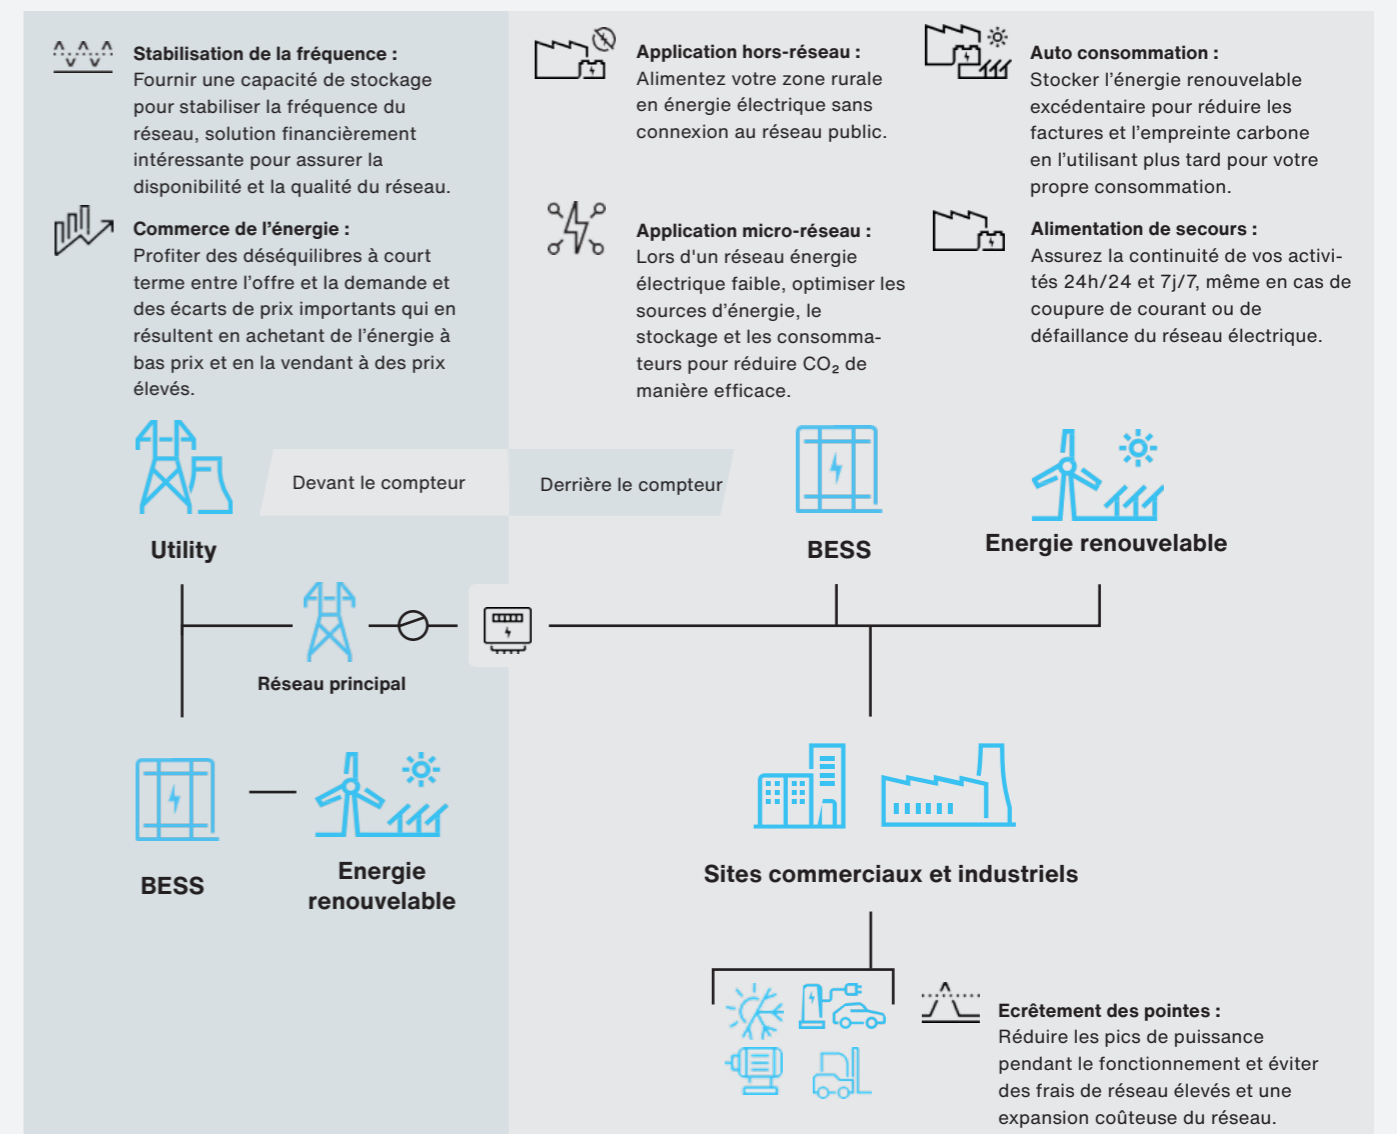 Stabilisation de la fréquence :
Fournir une capacité de stockage
pour stabiliser la fréquence du
réseau, solution financièrement
intéressante pour assurer la
disponibilité et la qualité du réseau.
Commerce de l'énergie :
Profiter des déséquilibres à court
terme entre l'offre et la demande et
des écarts de prix importants qui en
résultent en achetant de l'énergie à
bas prix et en la vendant à des prix
élevés.
Application hors-réseau :
Alimentez votre zone rurale
en énergie électrique sans
connexion au réseau public.
Application micro-réseau :
Lors d'un réseau énergie
électrique faible, optimiser les
sources d'énergie, le
stockage et les consomma-
teurs pour réduire CO₂ de
manière efficace.
Auto consommation :
Stocker l'énergie renouvelable
excédentaire pour réduire les
factures et l'empreinte carbone
en l'utilisant plus tard pour votre
propre consommation.
Alimentation de secours :
Assurez la continuité de vos activi-
tés 24h/24 et 7j/7, même en cas de
coupure de courant ou de
défaillance du réseau électrique.
Devant le compteur
Derrière le compteur
Utility
BESS
Energie renouvelable
Réseau principal
BESS
Energie
renouvelable
Sites commerciaux et industriels
Ecrêtement des pointes :
Réduire les pics de puissance
pendant le fonctionnement et éviter
des frais de réseau élevés et une
expansion coûteuse du réseau.